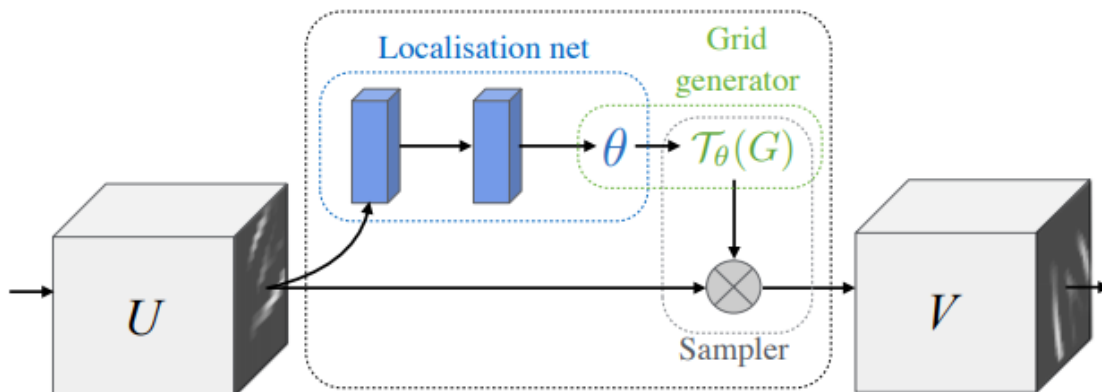 Localisation net
Grid
generator
θ
𝒯θ(G)
U
V
Sampler